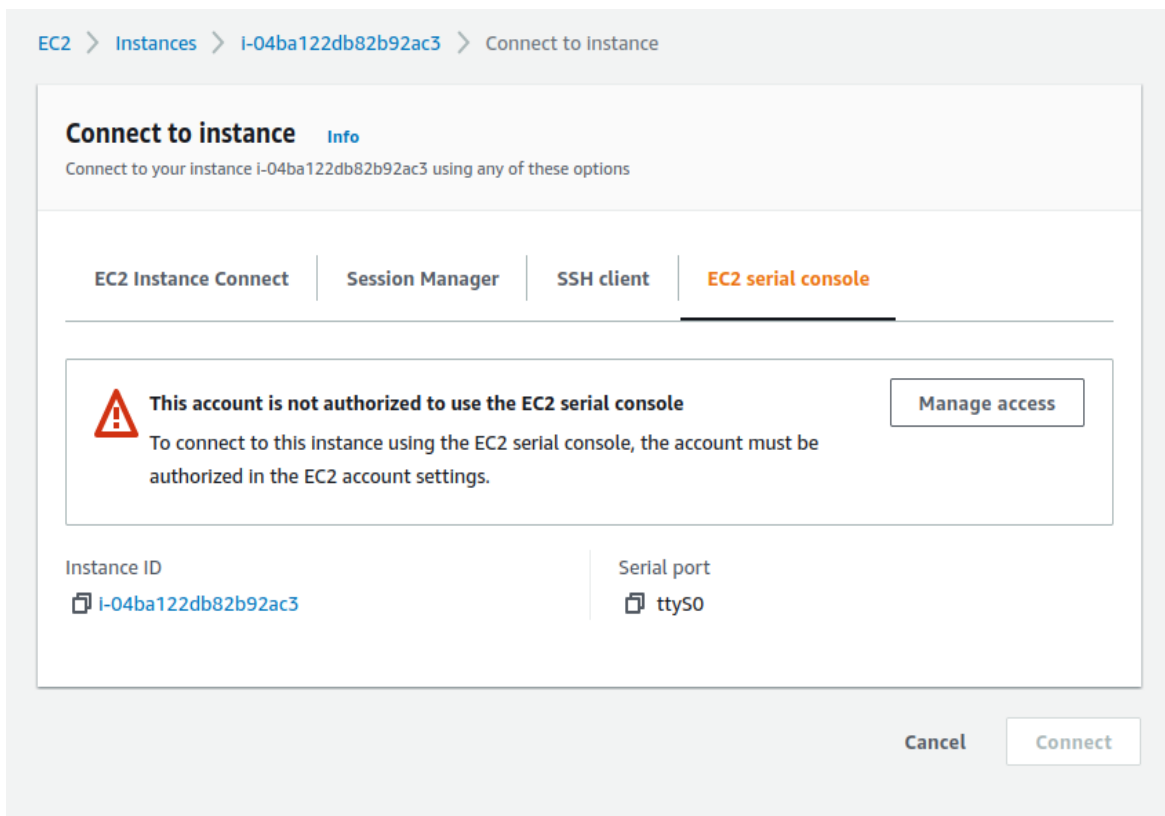 EC2 > Instances > i-04ba122db82b92ac3 > Connect to instance
Connect to instance Info
Connect to your instance i-04ba122db82b92ac3 using any of these options
EC2 Instance Connect Session Manager SSH client EC2 serial console
This account is not authorized to use the EC2 serial console
Manage access
To connect to this instance using the EC2 serial console, the account must be
authorized in the EC2 account settings.
Instance ID
i-04ba122db82b92ac3
Serial port
ttyS0
Cancel Connect